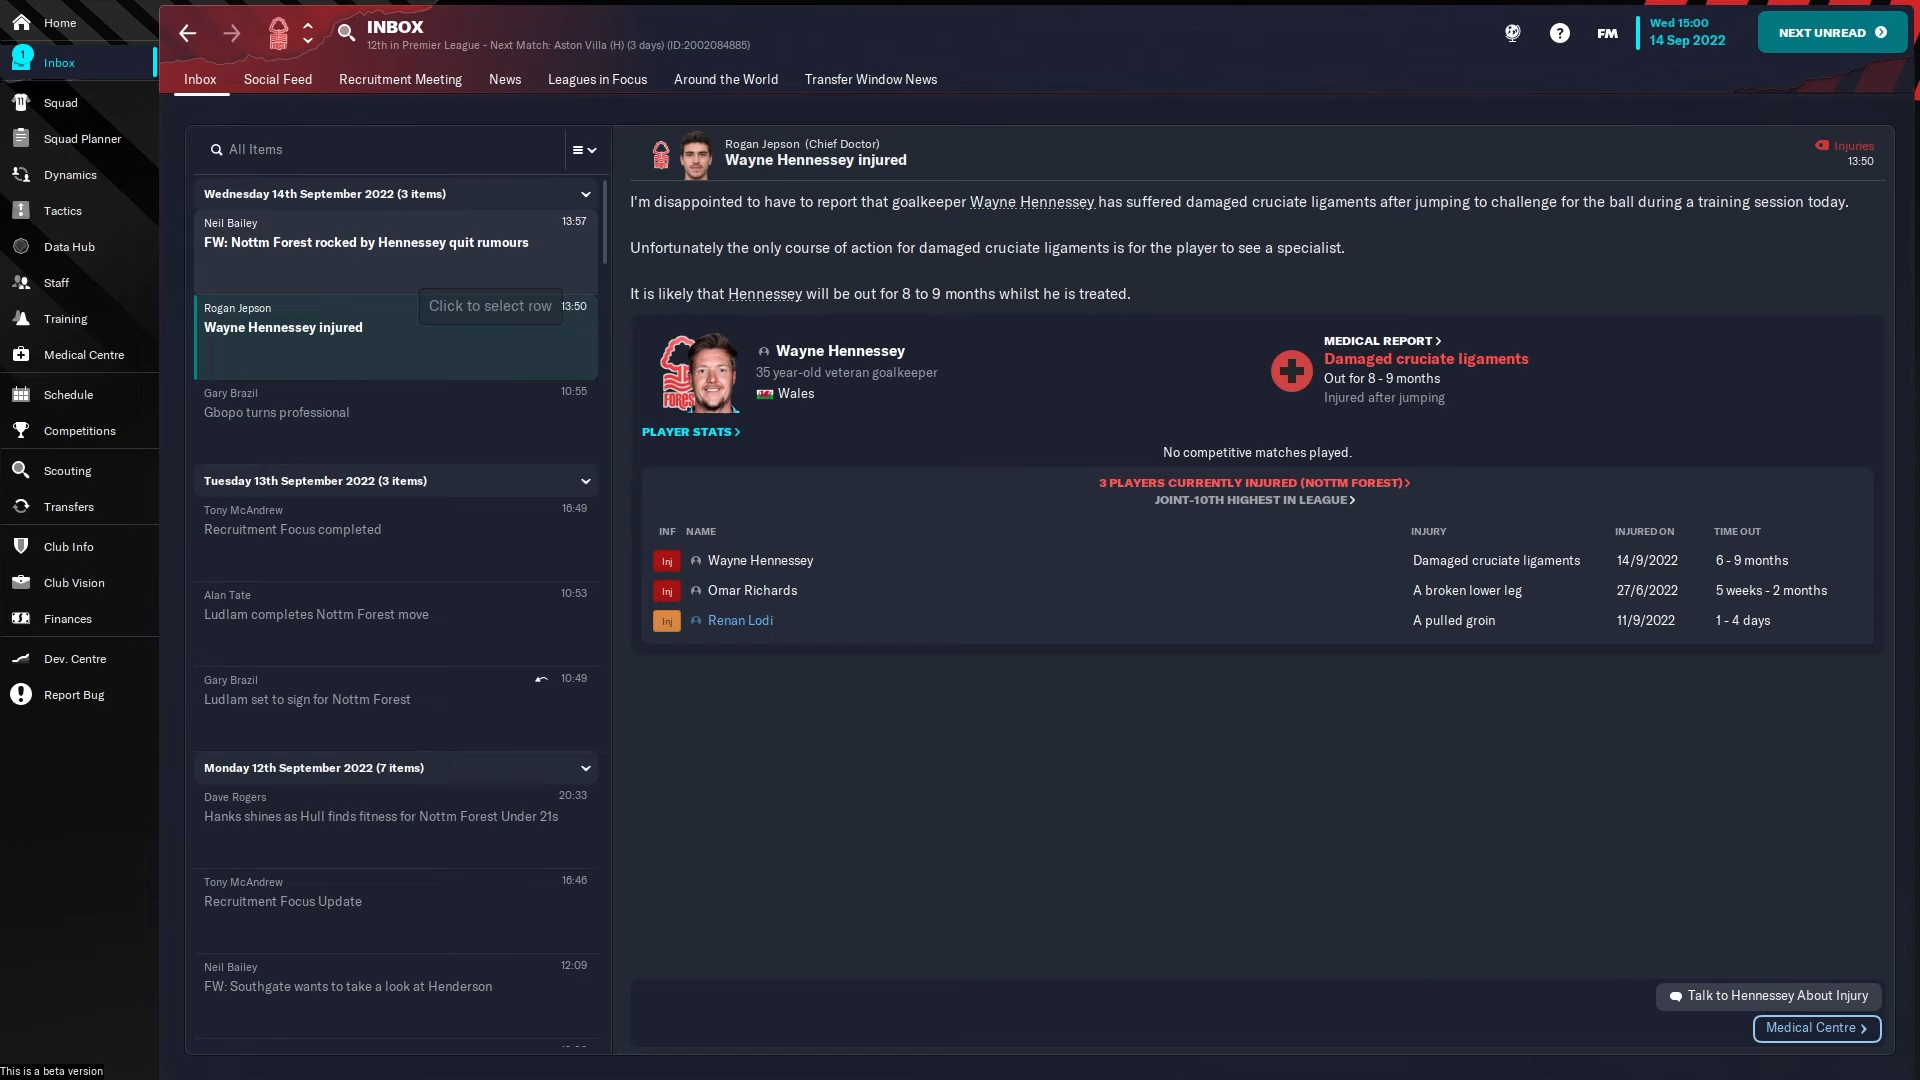 Home
1
Inbox
Squad
Squad Planner
Dynamics
Tactics
Data Hub
Staff
Training
Medical Centre
Schedule
Competitions
Scouting
Transfers
Club Info
Club Vision
Finances
Dev. Centre
Report Bug
This is a beta version
INBOX
12th in Premier League - Next Match: Aston Villa (H) (3 days) (ID:2002084885)
FM
Wed 15:00
14 Sep 2022
NEXT UNREAD
Inbox Social Feed Recruitment Meeting News Leagues in Focus Around the World Transfer Window News
All Items
Wednesday 14th September 2022 (3 items)
Neil Bailey 13:57
FW: Nottm Forest rocked by Hennessey quit rumours
Rogan Jepson 13:50
Click to select row
Wayne Hennessey injured
Gary Brazil 10:55
Gbopo turns professional
Tuesday 13th September 2022 (3 items)
Tony McAndrew 16:49
Recruitment Focus completed
Alan Tate 10:53
Ludlam completes Nottm Forest move
Gary Brazil 10:49
Ludlam set to sign for Nottm Forest
Monday 12th September 2022 (7 items)
Dave Rogers 20:33
Hanks shines as Hull finds fitness for Nottm Forest Under 21s
Tony McAndrew 16:46
Recruitment Focus Update
Neil Bailey 12:09
FW: Southgate wants to take a look at Henderson
Rogan Jepson (Chief Doctor)
Wayne Hennessey injured
Injuries
13:50
I'm disappointed to have to report that goalkeeper Wayne Hennessey has suffered damaged cruciate ligaments after jumping to challenge for the ball during a training session today.
Unfortunately the only course of action for damaged cruciate ligaments is for the player to see a specialist.
It is likely that Hennessey will be out for 8 to 9 months whilst he is treated.
FOREST
Wayne Hennessey
35 year-old veteran goalkeeper
Wales
MEDICAL REPORT
Damaged cruciate ligaments
Out for 8 - 9 months
Injured after jumping
PLAYER STATS
No competitive matches played.
3 PLAYERS CURRENTLY INJURED (NOTTM FOREST)
JOINT-10TH HIGHEST IN LEAGUE
INF NAME INJURY INJURED ON TIME OUT
Inj Wayne Hennessey Damaged cruciate ligaments 14/9/2022 6 - 9 months
Inj Omar Richards A broken lower leg 27/6/2022 5 weeks - 2 months
Inj Renan Lodi A pulled groin 11/9/2022 1 - 4 days
Talk to Hennessey About Injury
Medical Centre